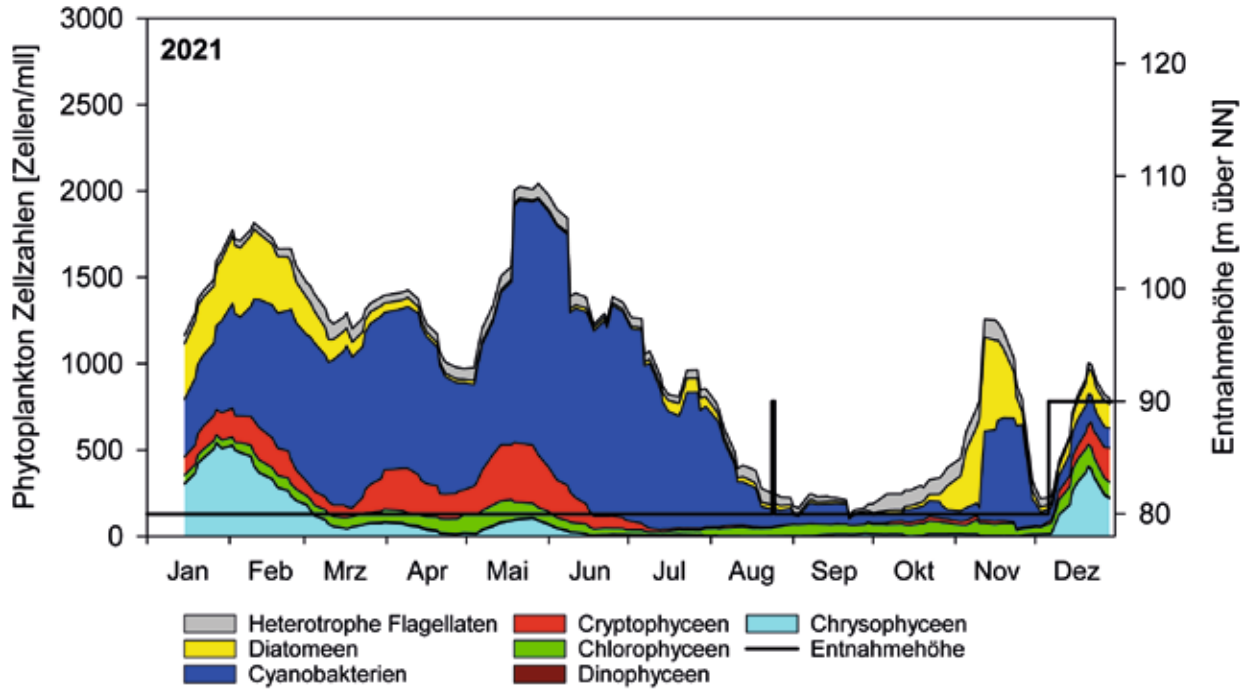 2021
Phytoplankton Zellzahlen [Zellen/mll]
3000
2500
2000
1500
1000
500
0
120
110
100
90
80
Entnahmehöhe [m über NN]
Jan Feb Mrz Apr Mai Jun Jul Aug Sep Okt Nov Dez
Heterotrophe Flagellaten Cryptophyceen Chrysophyceen
Diatomeen Chlorophyceen Entnahmehöhe
Cyanobakterien Dinophyceen